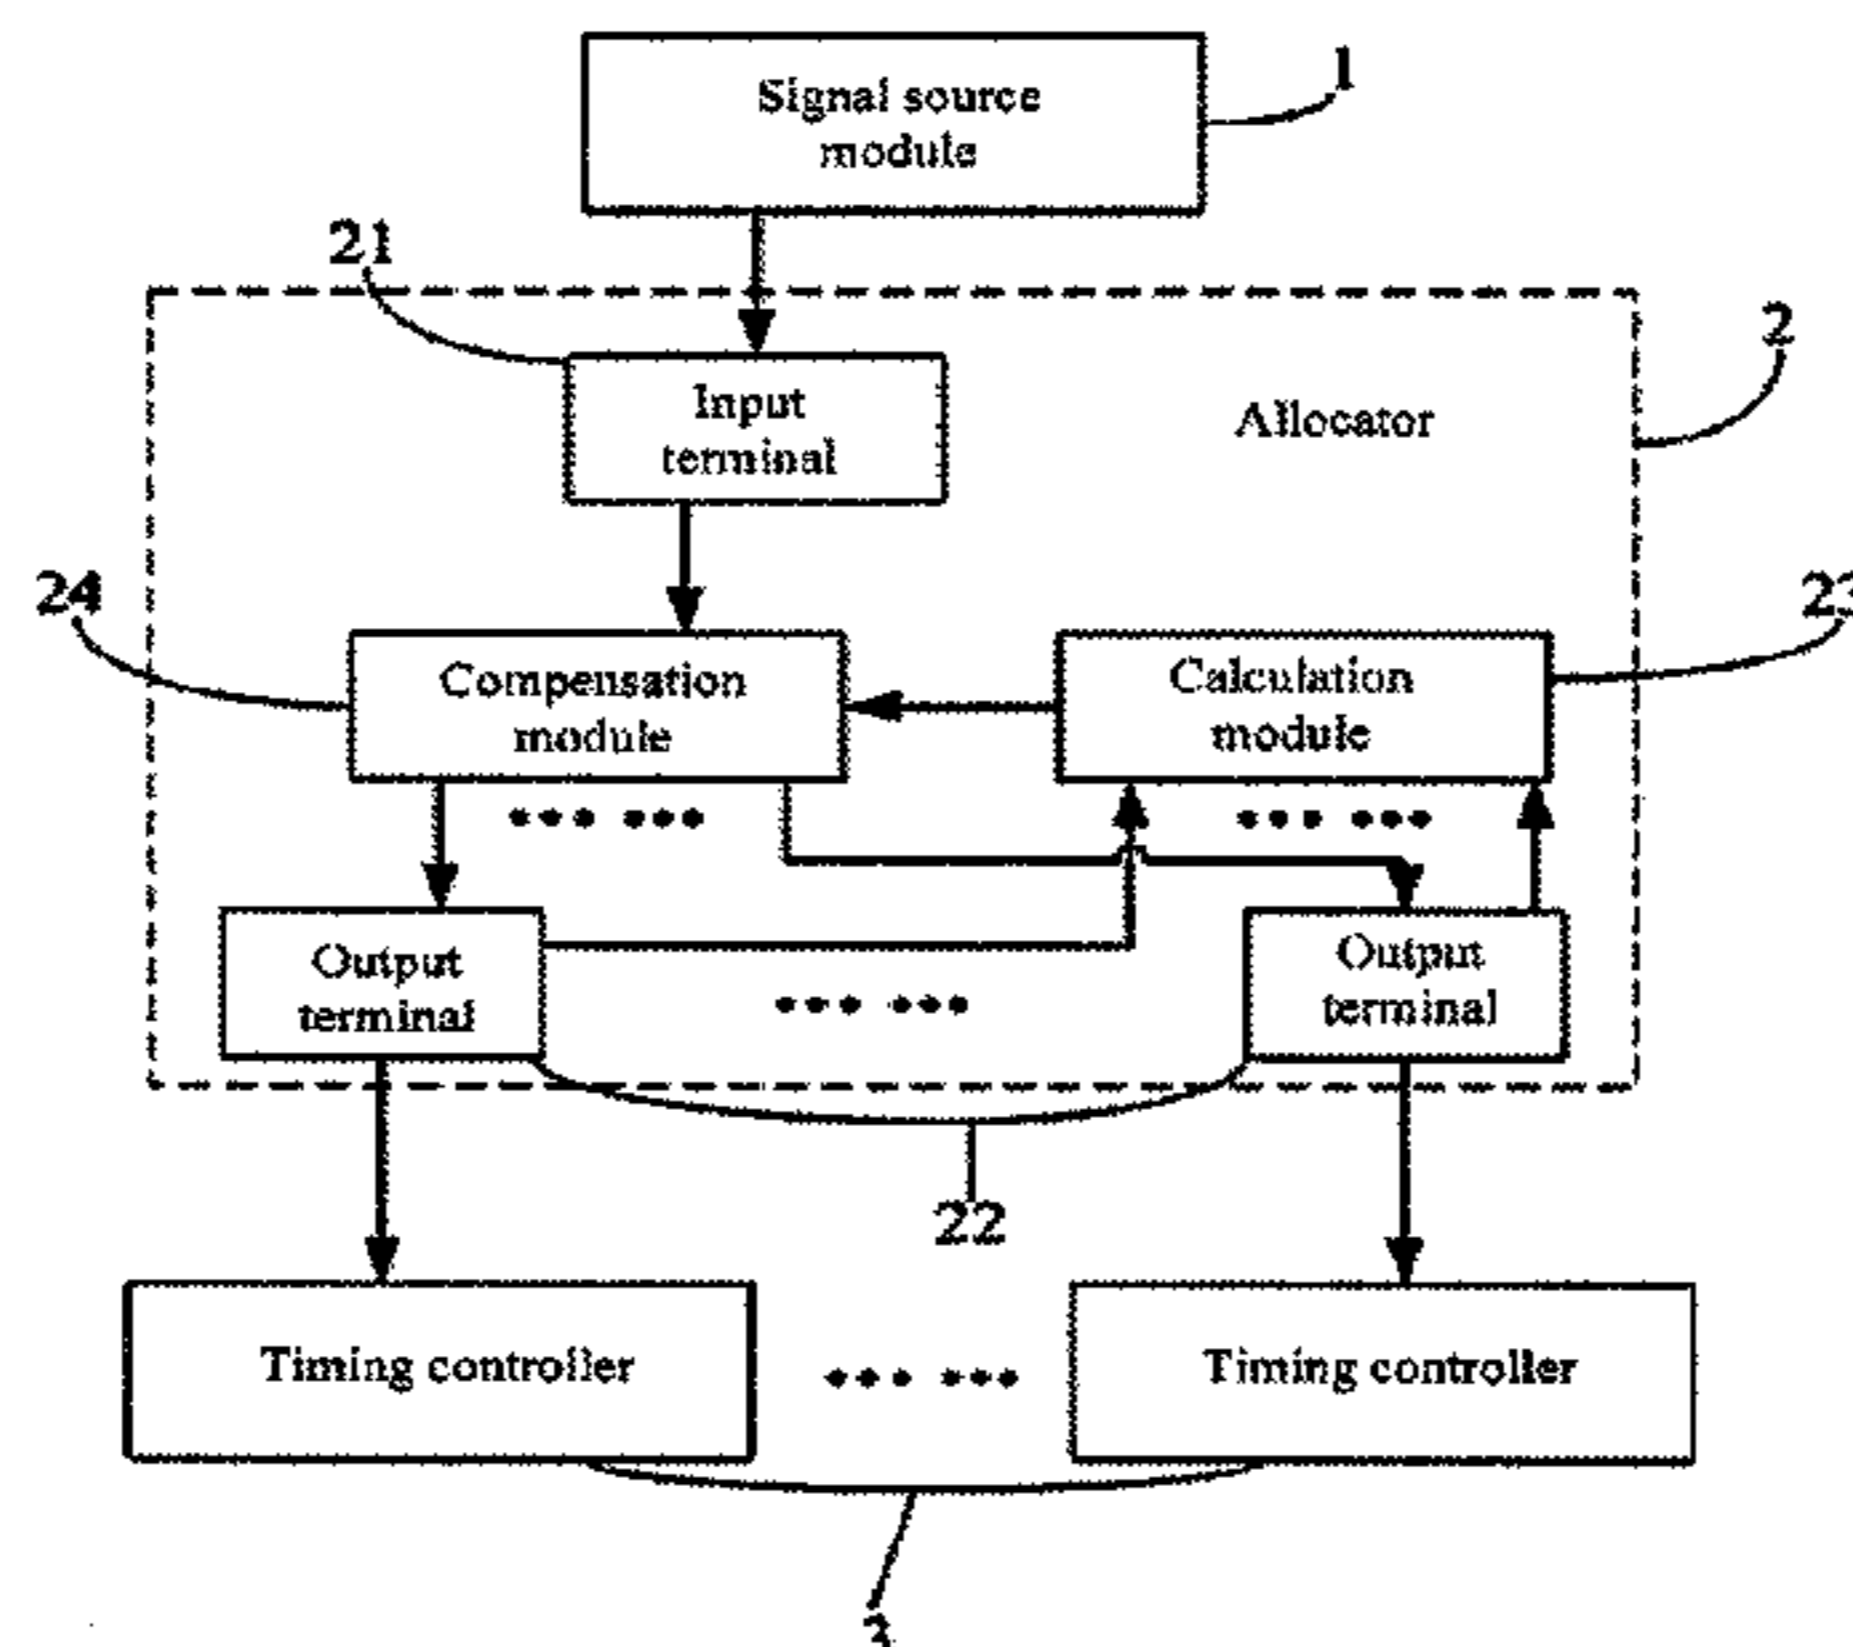 Signal source
module
1
21
2
Input
terminal
Allocator
24
23
Compensation
module
Calculation
module
Output
terminal
Output
terminal
22
Timing controller
Timing controller
3